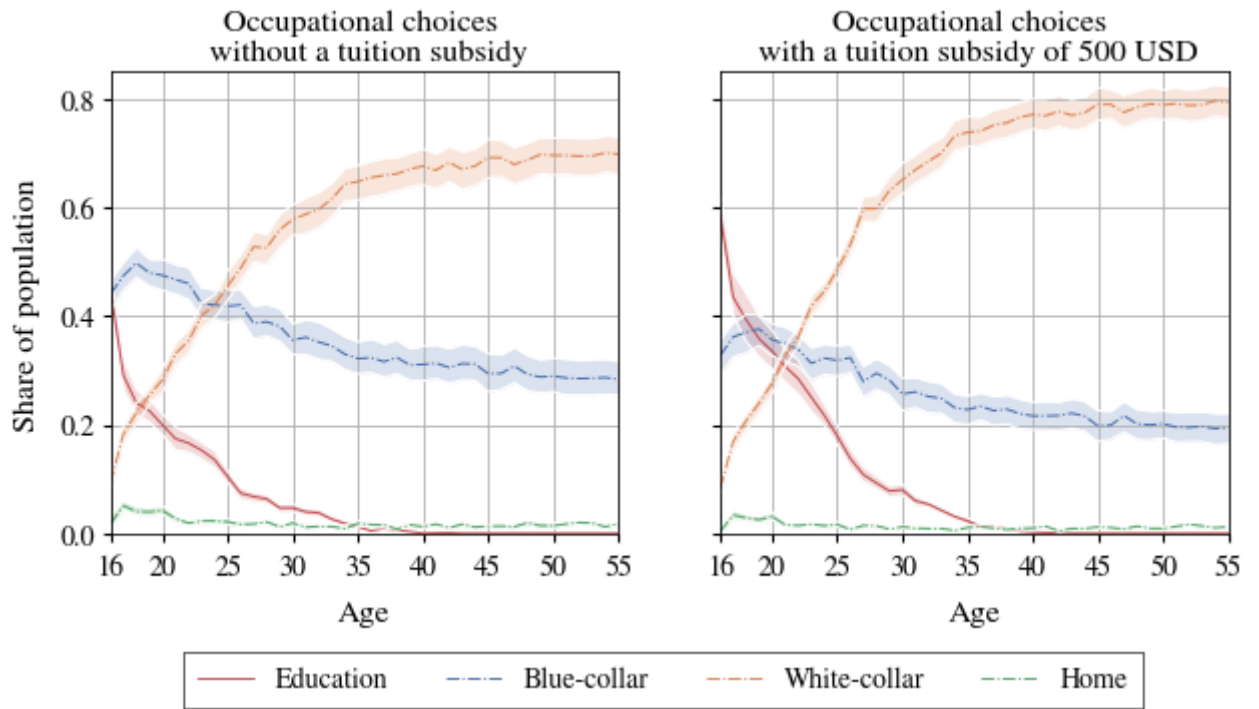 Occupational choices
without a tuition subsidy
Occupational choices
with a tuition subsidy of 500 USD
Share of population
0.8
0.6
0.4
0.2
0.0
16 20 25 30 35 40 45 50 55
Age
16 20 25 30 35 40 45 50 55
Age
Education Blue-collar White-collar Home